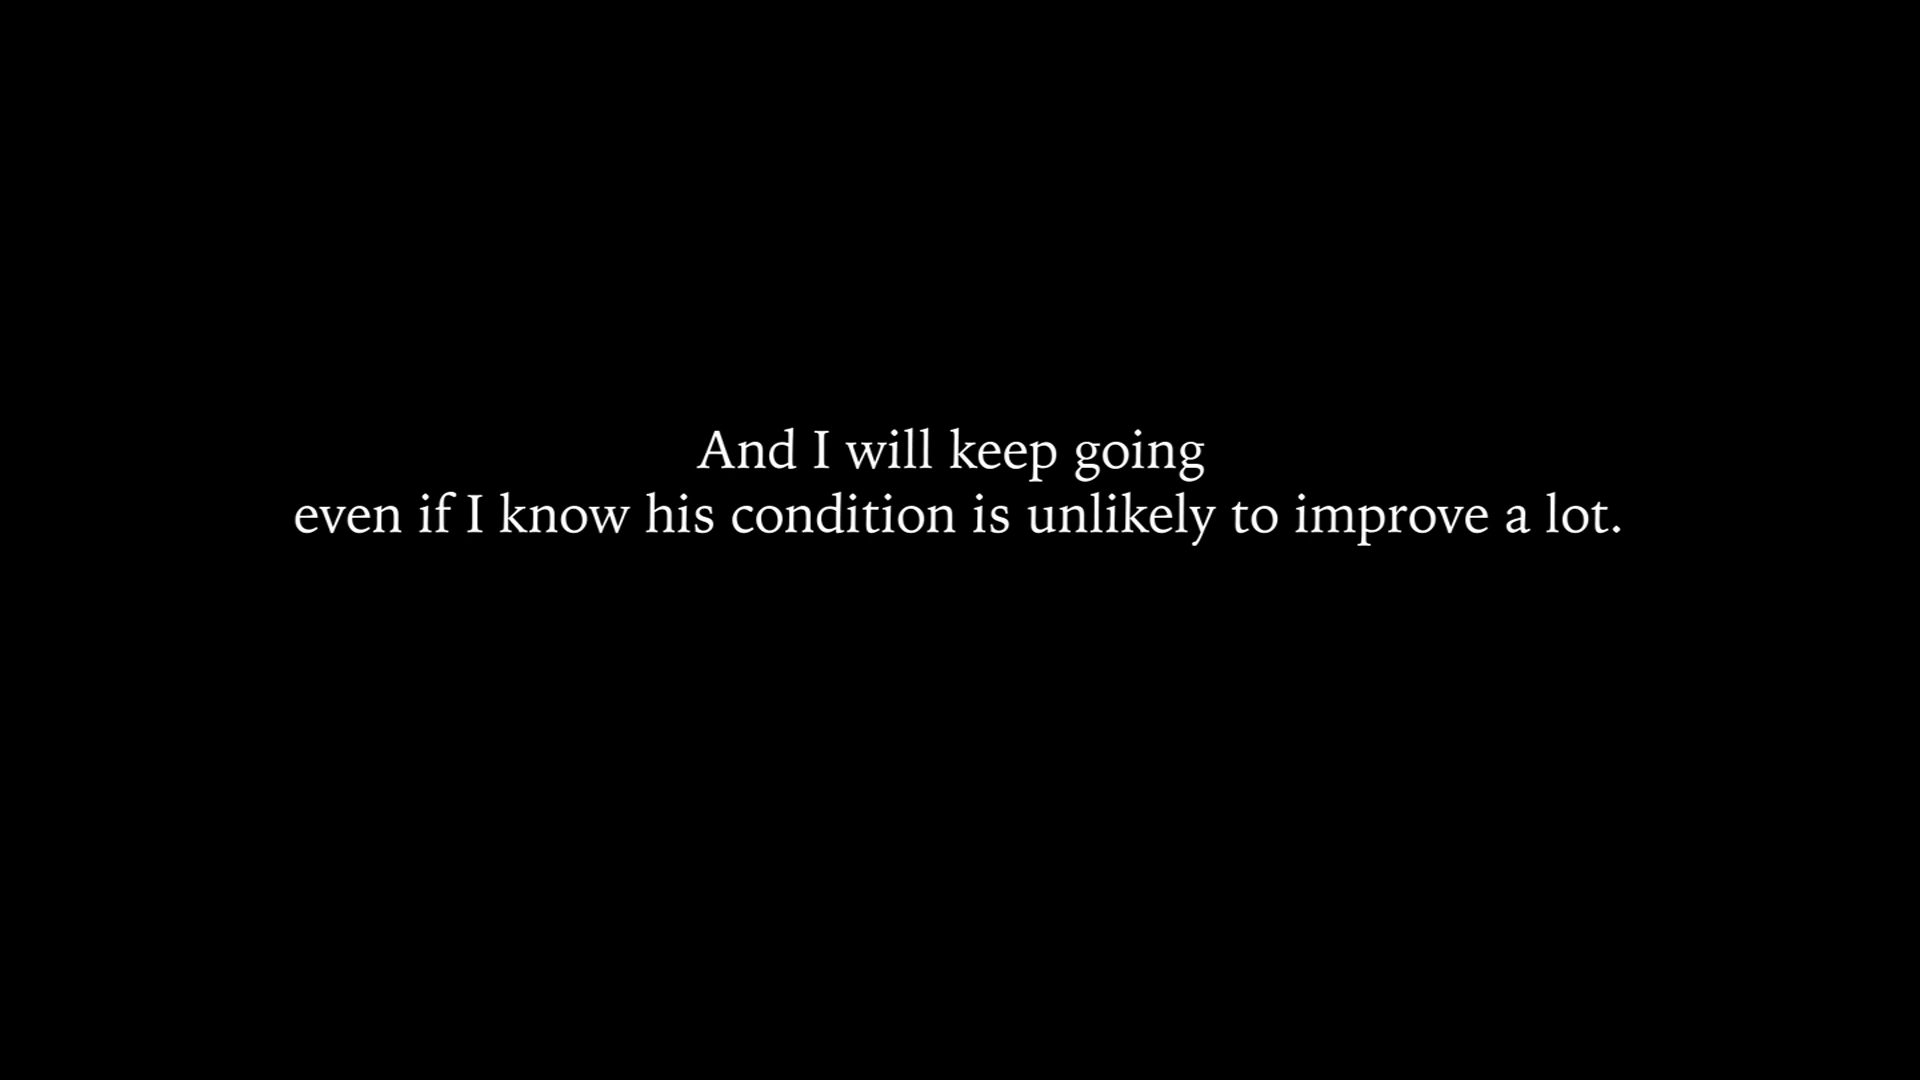 And I will keep going
even if I know his condition is unlikely to improve a lot.